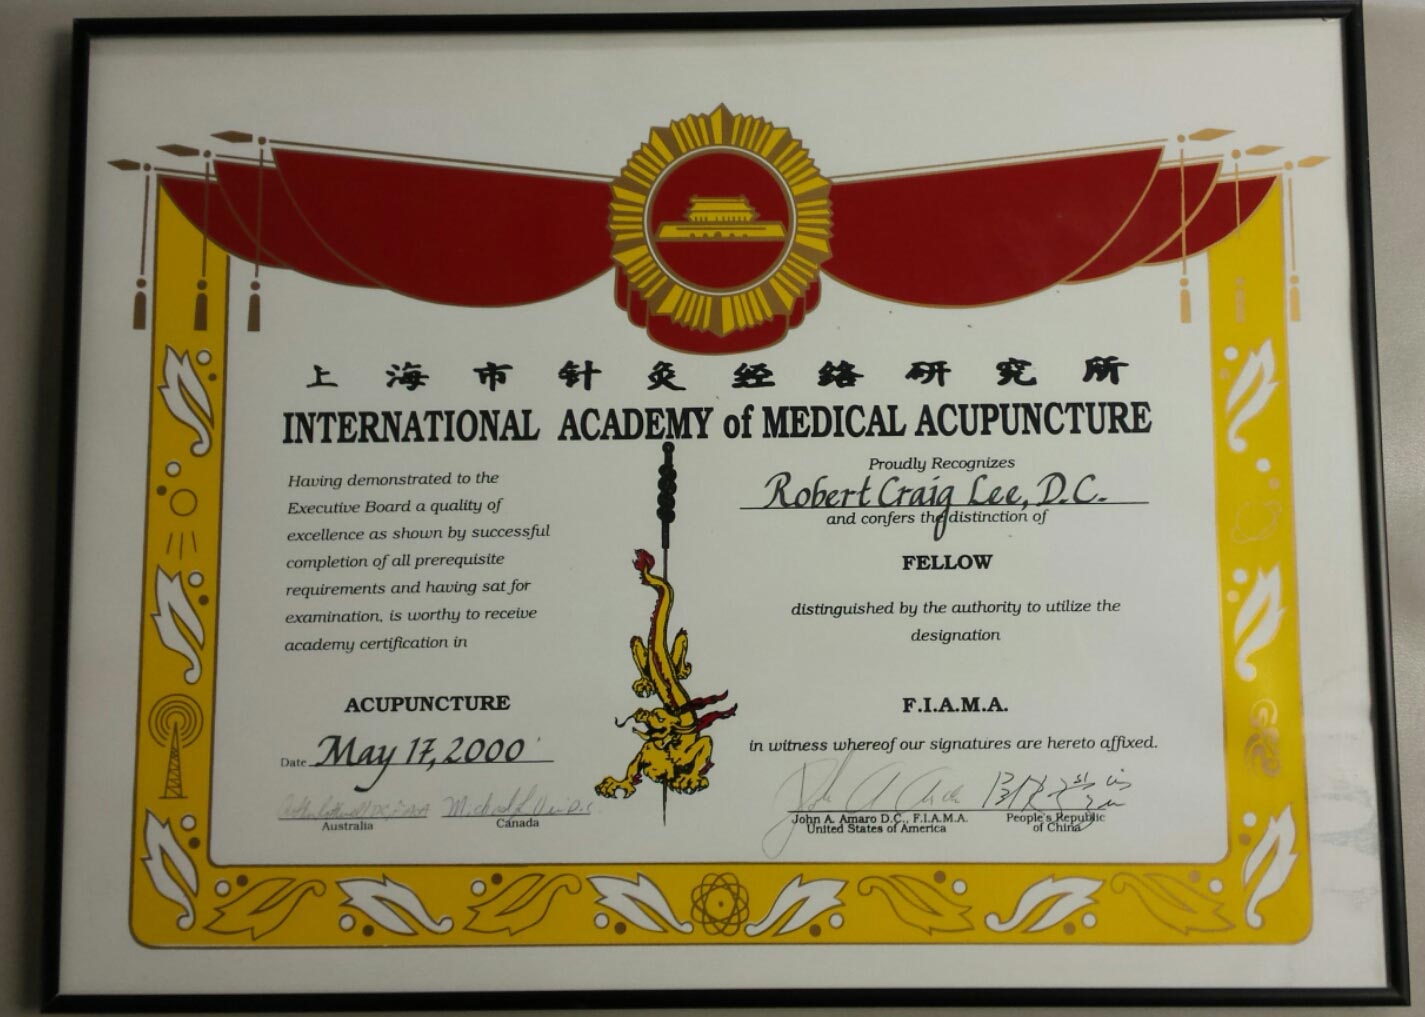 上海市针灸经络研究所
INTERNATIONAL ACADEMY of MEDICAL ACUPUNCTURE
Having demonstrated to the
Executive Board a quality of
excellence as shown by successful
completion of all prerequisite
requirements and having sat for
examination, is worthy to receive
academy certification in
ACUPUNCTURE
Date May 17, 2000
Australia
Canada
Proudly Recognizes
Robert Craig Lee, D.C.
and confers the distinction of
FELLOW
distinguished by the authority to utilize the
designation
F.I.A.M.A.
in witness whereof our signatures are hereto affixed.
John A. Amaro D.C., F.I.A.M.A.
United States of America
People's Republic
of China